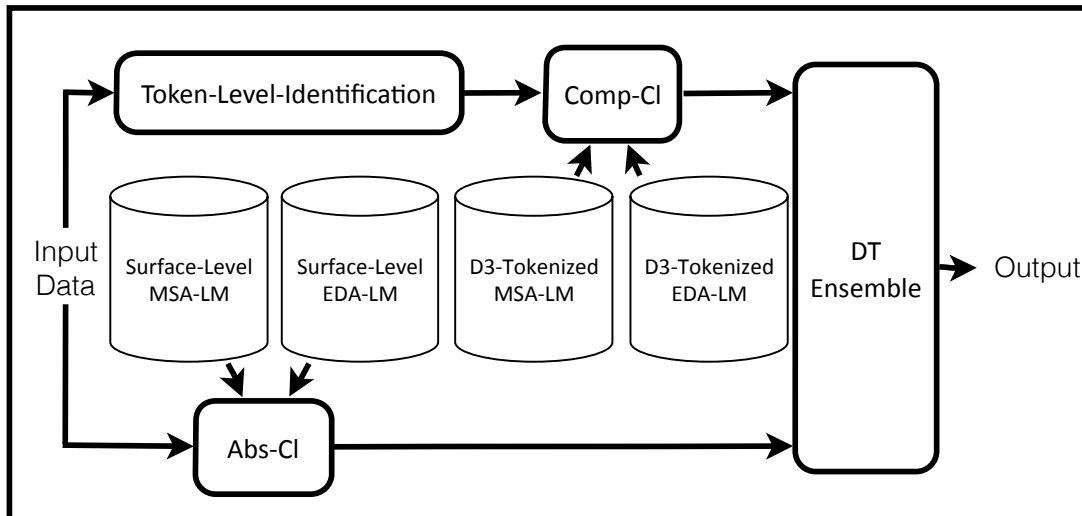 Token-Level-Identification
Comp-Cl
Input
Data
Surface-Level
MSA-LM
Surface-Level
EDA-LM
D3-Tokenized
MSA-LM
D3-Tokenized
EDA-LM
DT
Ensemble
Output
Abs-Cl